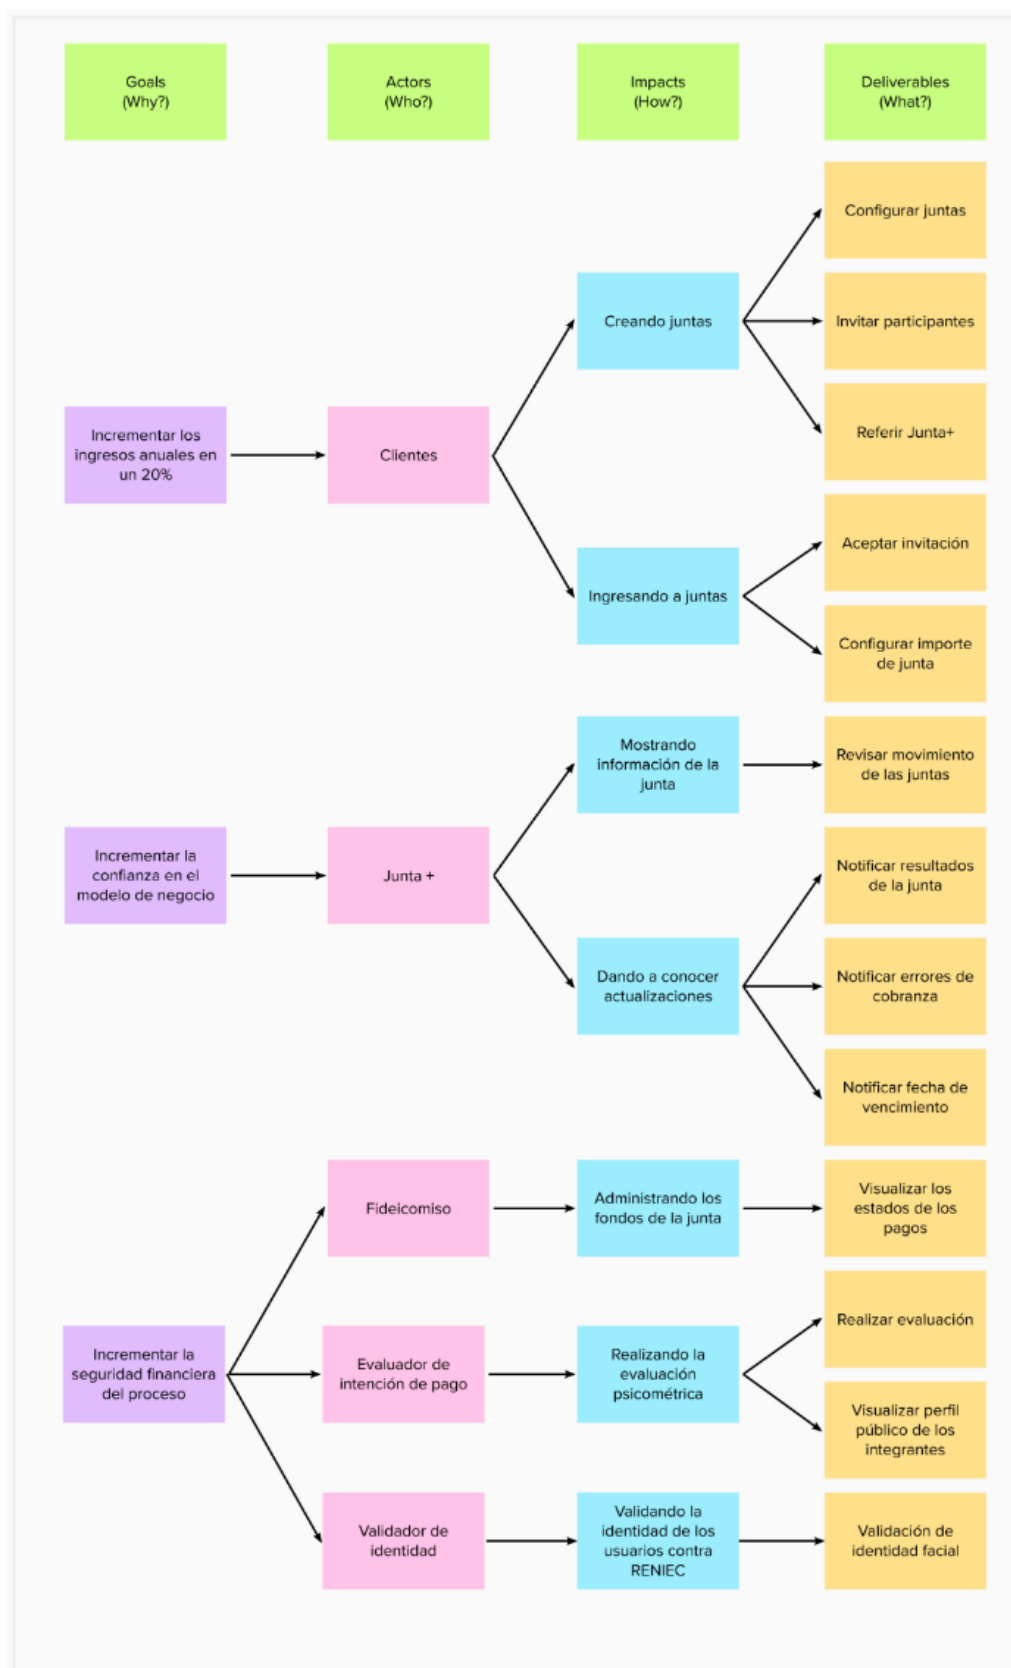 Goals
(Why?)
Actors
(Who?)
Impacts
(How?)
Deliverables
(What?)
Configurar juntas
Creando juntas
Invitar participantes
Referir Junta+
Incrementar los
ingresos anuales en
un 20%
Clientes
Aceptar invitación
Ingresando a juntas
Configurar importe
de junta
Mostrando
información de la
junta
Revisar movimiento
de las juntas
Incrementar la
confianza en el
modelo de negocio
Junta +
Notificar resultados
de la junta
Dando a conocer
actualizaciones
Notificar errores de
cobranza
Notificar fecha de
vencimiento
Fideicomiso
Administrando los
fondos de la junta
Visualizar los
estados de los
pagos
Realizar evaluación
Incrementar la
seguridad financiera
del proceso
Evaluador de
intención de pago
Realizando la
evaluación
psicométrica
Visualizar perfil
público de los
integrantes
Validador de
identidad
Validando la
identidad de los
usuarios contra
RENIEC
Validación de
identidad facial